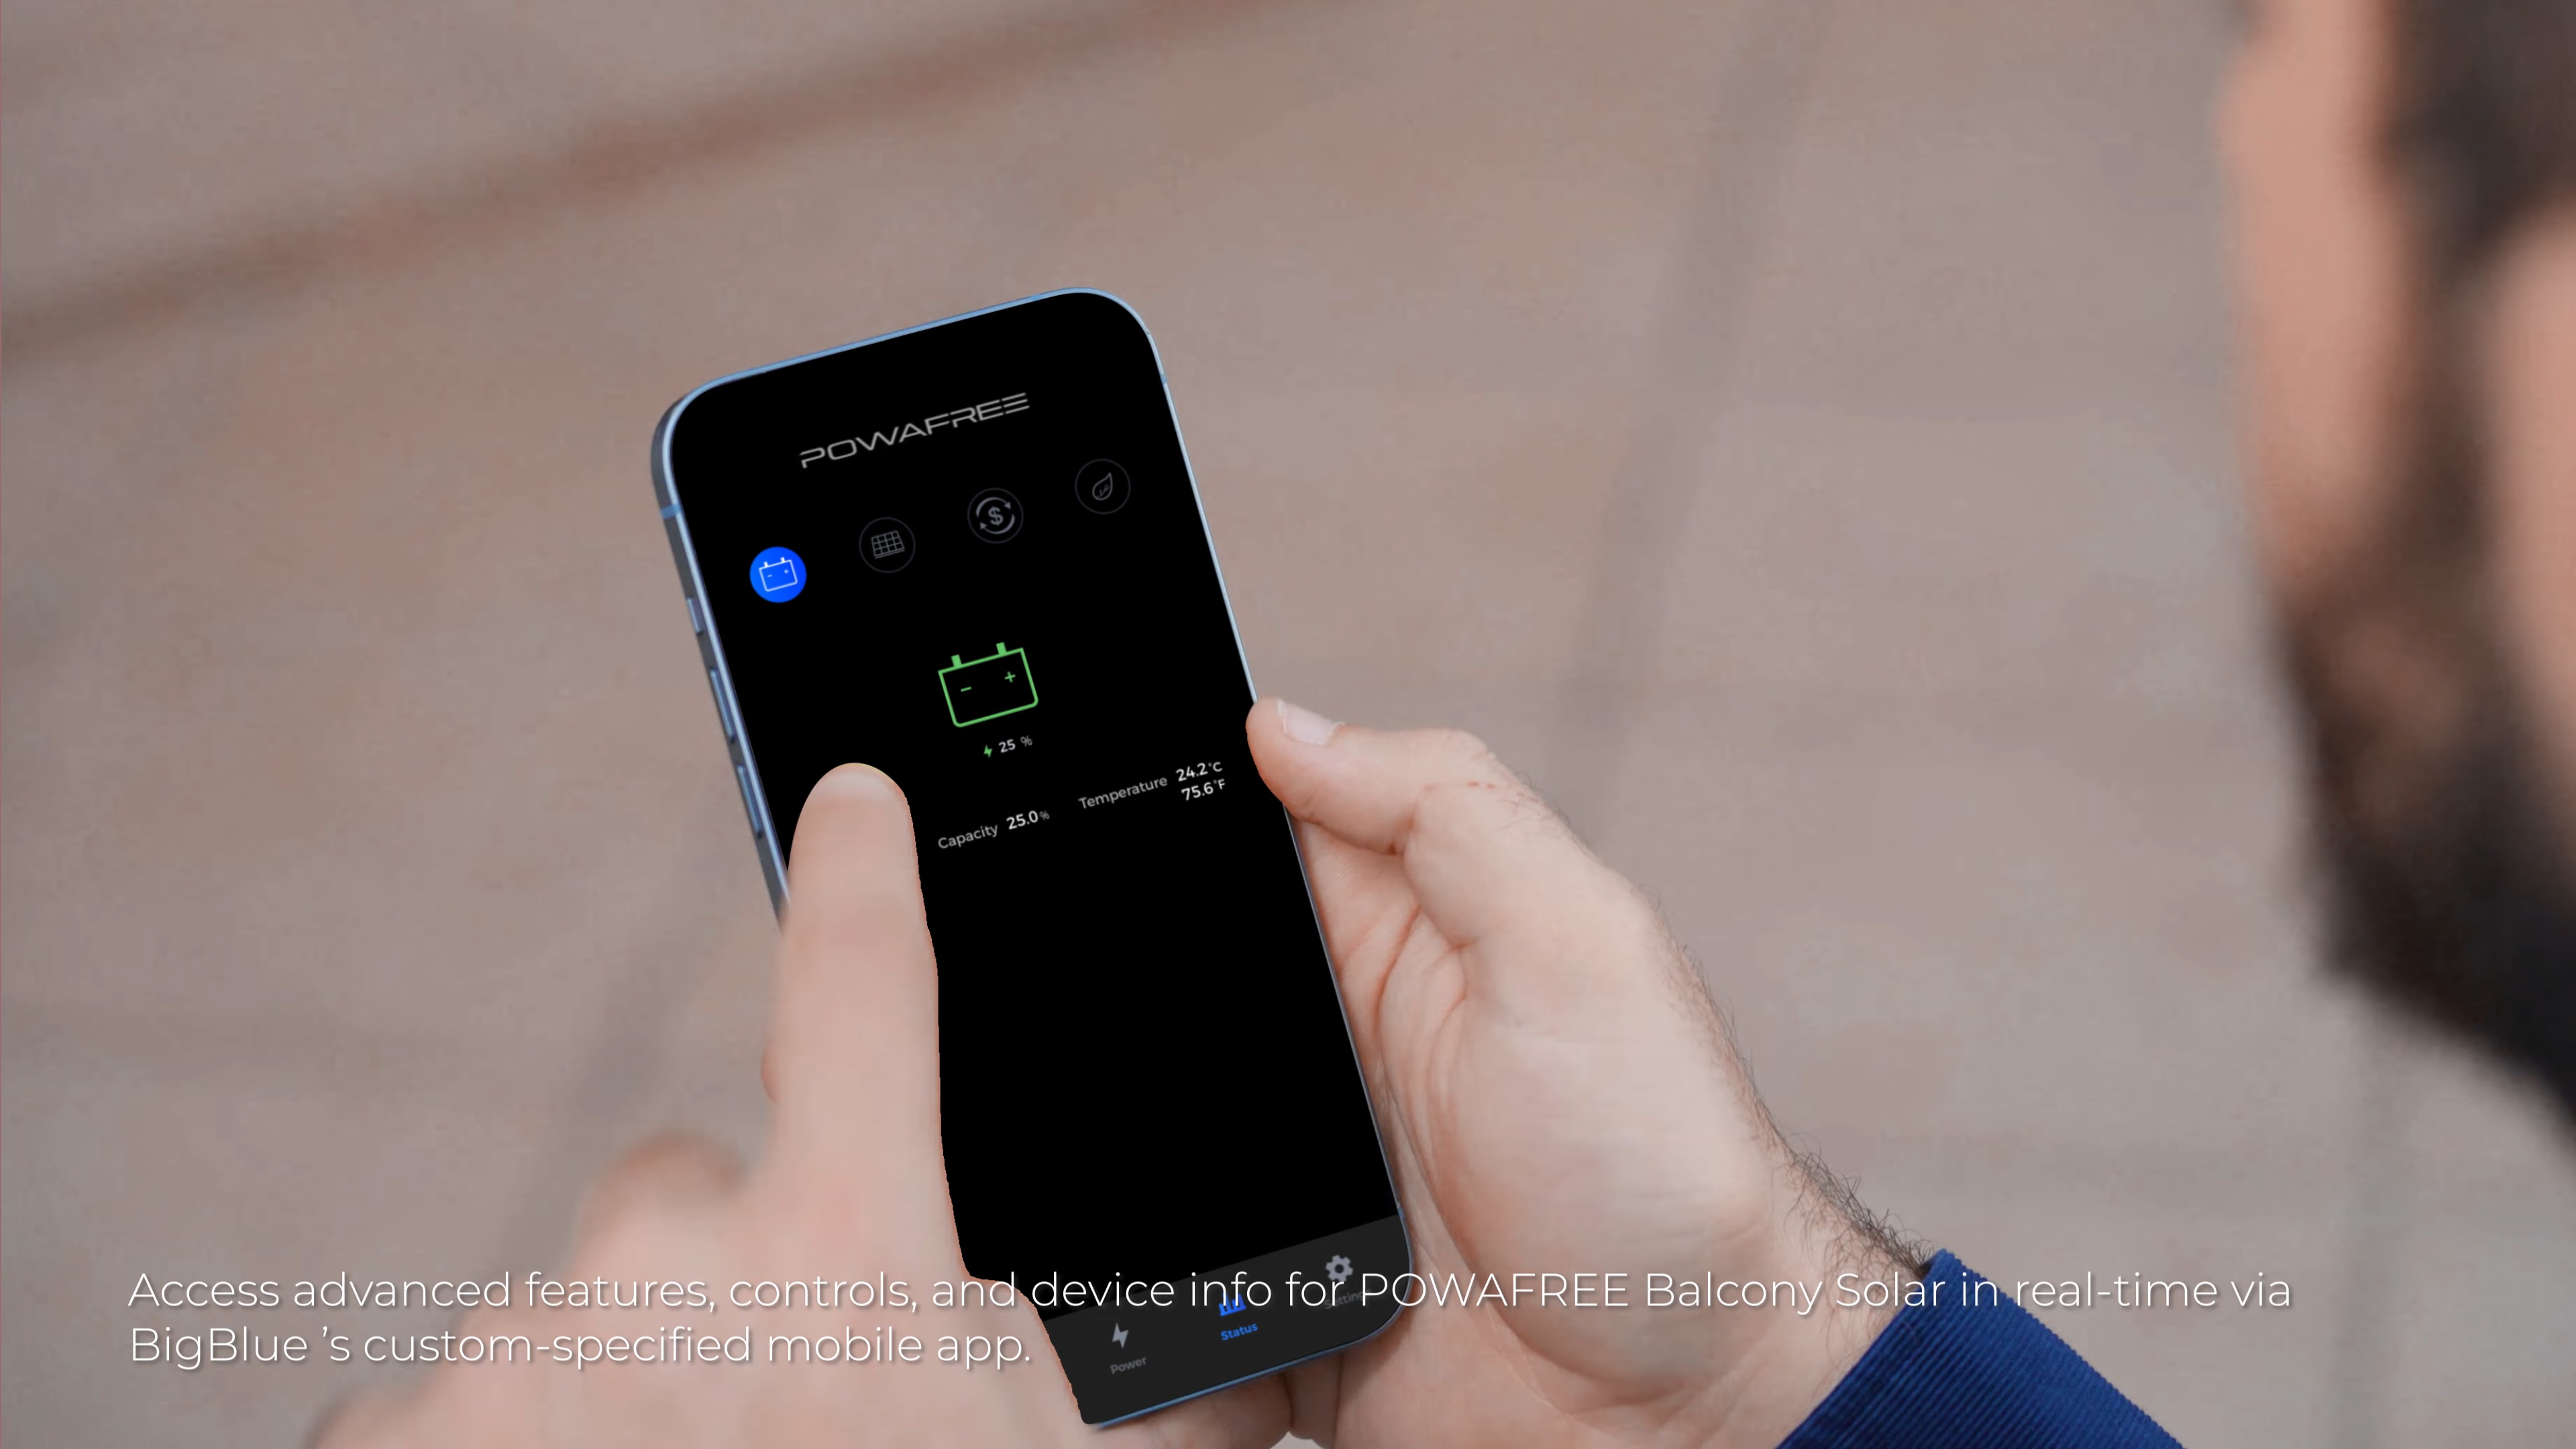 POWAFREE
25 %
Capacity 25.0 %
Temperature 24.2°C
75.6°F
Power
Status
Access advanced features, controls, and device info for POWAFREE Balcony Solar in real-time via
BigBlue ’s custom-specified mobile app.